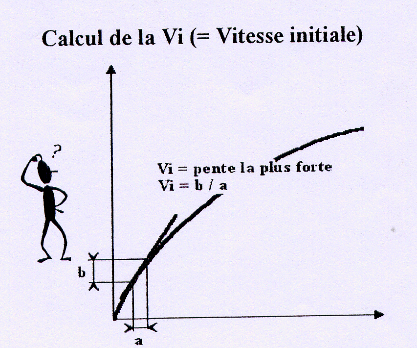 Calcul de la Vi (= Vitesse initiale)
?
Vi = pente la plus forte
Vi = b / a
b
a